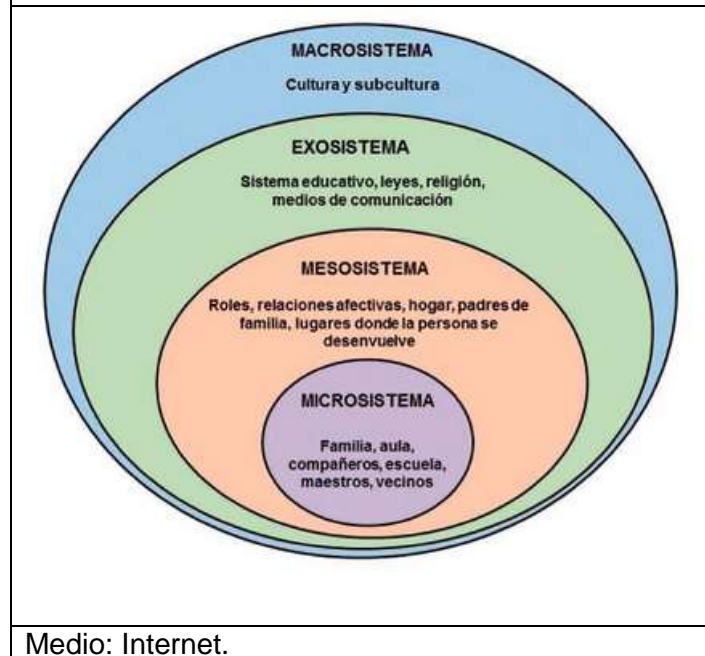 MACROSISTEMA
Cultura y subcultura
EXOSISTEMA
Sistema educativo, leyes, religión,
medios de comunicación
MESOSISTEMA
Roles, relaciones afectivas, hogar, padres de
familia, lugares donde la persona se
desenvuelve
MICROSISTEMA
Familia, aula,
compañeros, escuela,
maestros, vecinos
Medio: Internet.